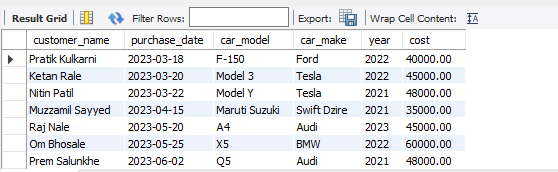 Result Grid Filter Rows: Export: Wrap Cell Content:
customer_name purchase_date car_model car_make year cost
Pratik Kulkarni 2023-03-18 F-150 Ford 2022 40000.00
Ketan Rale 2023-03-20 Model 3 Tesla 2022 45000.00
Nitin Patil 2023-03-22 Model Y Tesla 2021 48000.00
Muzzamil Sayyed 2023-04-15 Maruti Suzuki Swift Dzire 2021 35000.00
Raj Nale 2023-05-20 A4 Audi 2023 45000.00
Om Bhosale 2023-05-25 X5 BMW 2022 60000.00
Prem Salunkhe 2023-06-02 Q5 Audi 2021 48000.00